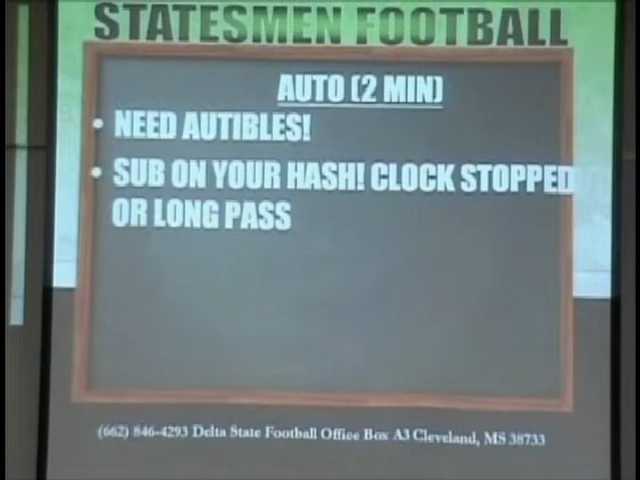 STATESMEN FOOTBALL
AUTO (2 MIN)
• NEED AUTIBLES!
• SUB ON YOUR HASH! CLOCK STOPPED
OR LONG PASS
(662) 846-4293 Delta State Football Office Box A3 Cleveland, MS 38733